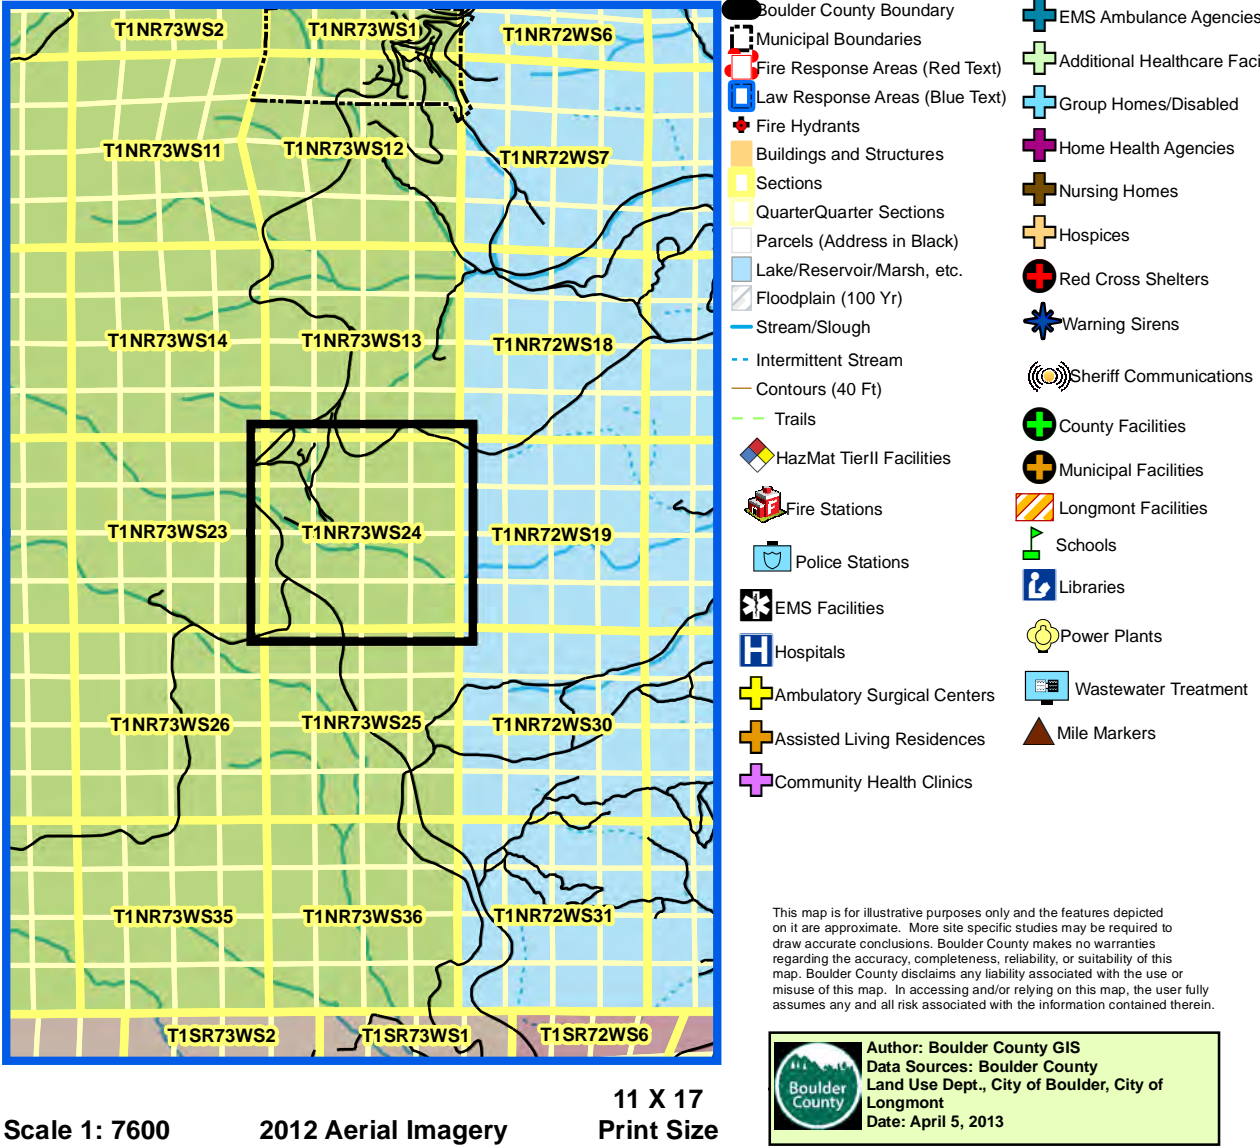 T1NR73WS2
T1NR73WS1
T1NR72WS6
T1NR73WS11
T1NR73WS12
T1NR72WS7
T1NR73WS14
T1NR73WS13
T1NR72WS18
T1NR73WS23
T1NR73WS24
T1NR72WS19
T1NR73WS26
T1NR73WS25
T1NR72WS30
T1NR73WS35
T1NR73WS36
T1NR72WS31
T1SR73WS2
T1SR73WS1
T1SR72WS6
Scale 1: 7600
2012 Aerial Imagery
11 X 17
Print Size
Boulder County Boundary
Municipal Boundaries
Fire Response Areas (Red Text)
Law Response Areas (Blue Text)
Fire Hydrants
Buildings and Structures
Sections
QuarterQuarter Sections
Parcels (Address in Black)
Lake/Reservoir/Marsh, etc.
Floodplain (100 Yr)
Stream/Slough
Intermittent Stream
Contours (40 Ft)
Trails
HazMat TierII Facilities
Fire Stations
Police Stations
EMS Facilities
H Hospitals
Ambulatory Surgical Centers
Assisted Living Residences
Community Health Clinics
EMS Ambulance Agencies
Additional Healthcare Faci
Group Homes/Disabled
Home Health Agencies
Nursing Homes
Hospices
Red Cross Shelters
Warning Sirens
Sheriff Communications
County Facilities
Municipal Facilities
Longmont Facilities
Schools
Libraries
Power Plants
Wastewater Treatment
Mile Markers
This map is for illustrative purposes only and the features depicted
on it are approximate. More site specific studies may be required to
draw accurate conclusions. Boulder County makes no warranties
regarding the accuracy, completeness, reliability, or suitability of this
map. Boulder County disclaims any liability associated with the use or
misuse of this map. In accessing and/or relying on this map, the user fully
assumes any and all risk associated with the information contained therein.
Boulder
County
Author: Boulder County GIS
Data Sources: Boulder County
Land Use Dept., City of Boulder, City of
Longmont
Date: April 5, 2013